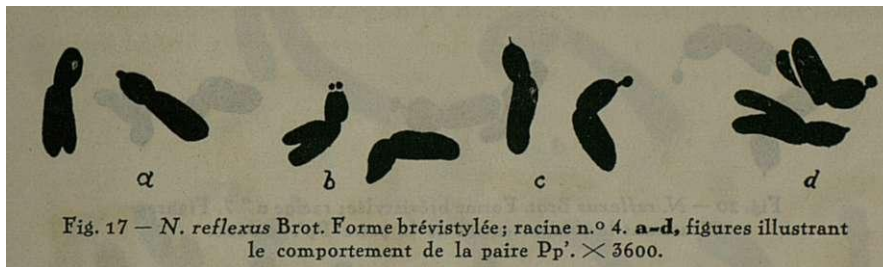 a b c d
Fig. 17 — N. reflexus Brot. Forme brévistylée; racine n.º 4. a-d, figures illustrant
le comportement de la paire Pp'. × 3600.